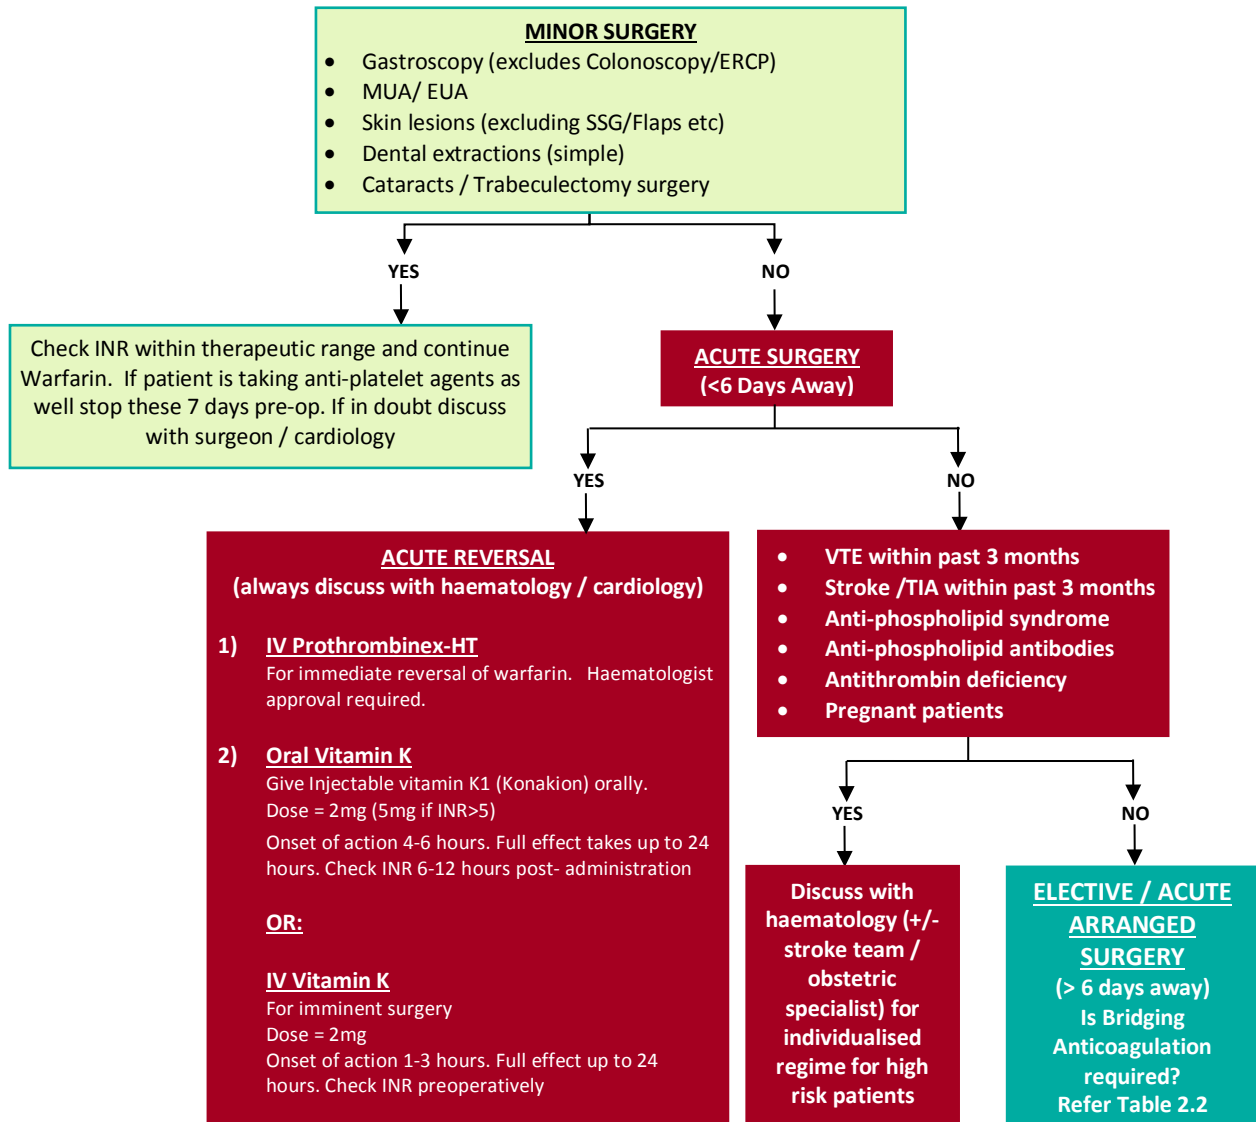 MINOR SURGERY
• Gastroscopy (excludes Colonoscopy/ERCP)
• MUA/ EUA
• Skin lesions (excluding SSG/Flaps etc)
• Dental extractions (simple)
• Cataracts / Trabeculectomy surgery
YES
NO
Check INR within therapeutic range and continue
Warfarin. If patient is taking anti-platelet agents as
well stop these 7 days pre-op. If in doubt discuss
with surgeon / cardiology
ACUTE SURGERY
(<6 Days Away)
YES
NO
ACUTE REVERSAL
(always discuss with haematology / cardiology)
1) IV Prothrombinex-HT
For immediate reversal of warfarin. Haematologist
approval required.
2) Oral Vitamin K
Give Injectable vitamin K1 (Konakion) orally.
Dose = 2mg (5mg if INR>5)
Onset of action 4-6 hours. Full effect takes up to 24
hours. Check INR 6-12 hours post- administration
OR:
IV Vitamin K
For imminent surgery
Dose = 2mg
Onset of action 1-3 hours. Full effect up to 24
hours. Check INR preoperatively
• VTE within past 3 months
• Stroke /TIA within past 3 months
• Anti-phospholipid syndrome
• Anti-phospholipid antibodies
• Antithrombin deficiency
• Pregnant patients
YES
NO
Discuss with
haematology (+/-
stroke team /
obstetric
specialist) for
individualised
regime for high
risk patients
ELECTIVE / ACUTE
ARRANGED
SURGERY
(> 6 days away)
Is Bridging
Anticoagulation
required?
Refer Table 2.2